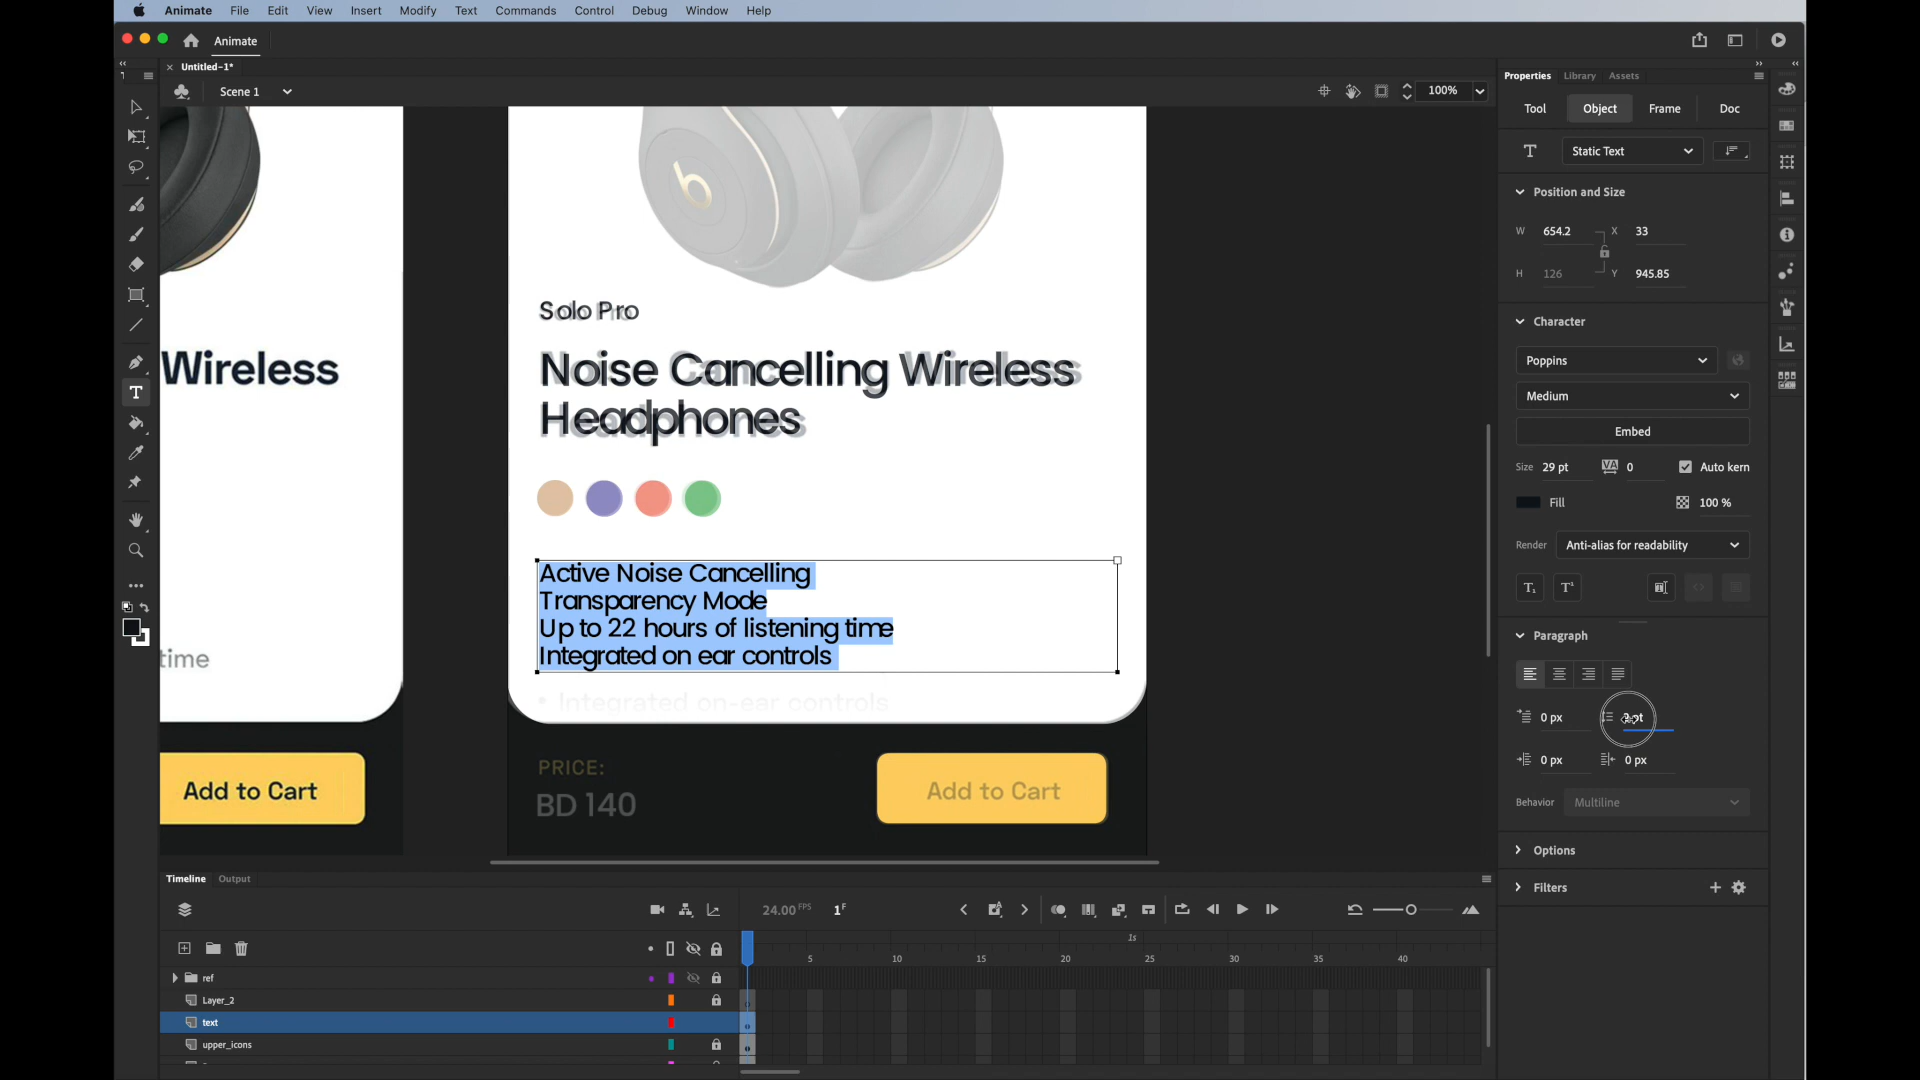 Animate File Edit View Insert Modify Text Commands Control Debug Window Help
Animate
Untitled-1*
Properties Library Assets
Scene 1
100%
Tool Object Frame Doc
Static Text
Position and Size
W 654.2 X 33
H 126 Y 945.85
Solo Pro
Character
Wireless
Noise Cancelling Wireless
Headphones
Poppins
Medium
Embed
Size 29 pt VA 0 Auto kern
Fill 100 %
Render Anti-alias for readability
Active Noise Cancelling
Transparency Mode
Up to 22 hours of listening time
Integrated on ear controls
time
• Integrated on-ear controls
Paragraph
0 px
pt
0 px 0 px
PRICE:
BD 140
Add to Cart
Add to Cart
Behavior Multiline
Options
Filters
Timeline Output
24.00 FPS 1 F
1s
5 10 15 20 25 30 35 40
ref
Layer_2
text
upper_icons